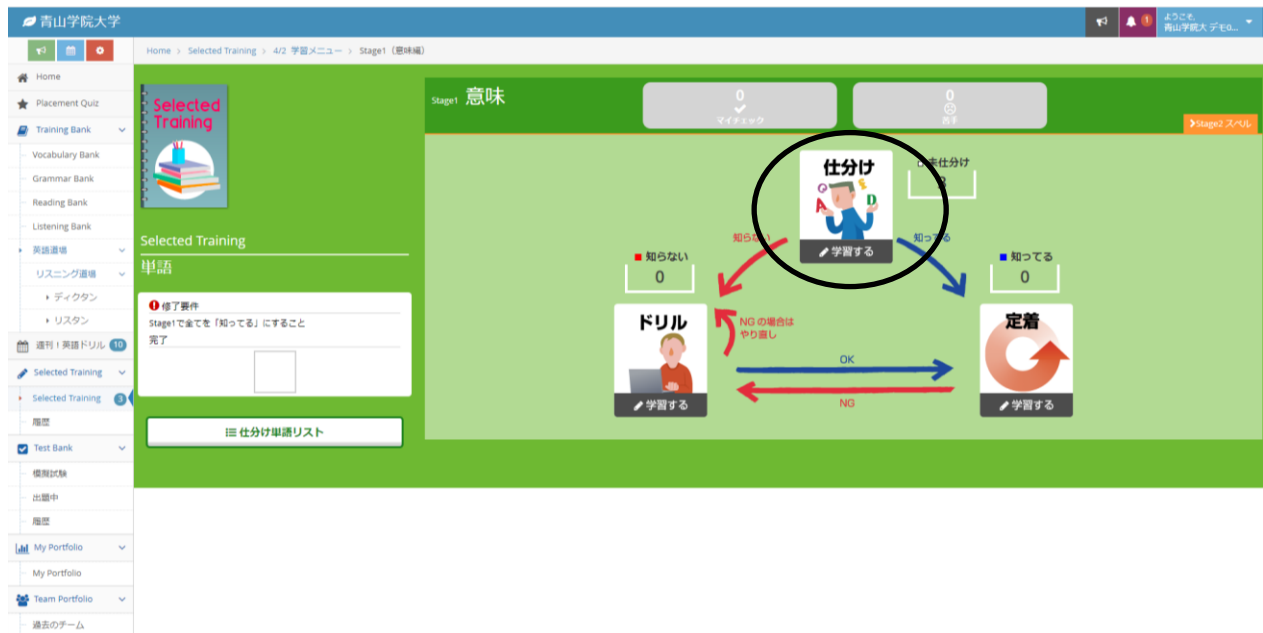 青山学院大学
1
ようこそ,
青山学院大 デモo...
Home > Selected Training > 4/2 学習メニュー > Stage1（意味編）
Home
Placement Quiz
Training Bank
Vocabulary Bank
Grammar Bank
Reading Bank
Listening Bank
英語道場
リスニング道場
ディクタン
リスタン
週刊！英語ドリル 10
Selected Training
Selected Training 3
履歴
Test Bank
模擬試験
出題中
履歴
My Portfolio
My Portfolio
Team Portfolio
過去のチーム
Selected
Training
Selected Training
単語
修了要件
Stage1で全てを「知ってる」にすること
完了
仕分け単語リスト
Stage1 意味
0
マイチェック
0
苦手
Stage2 スペル
仕分け
Q E
A D
学習する
未仕分け
3
知らない
知ってる
知らない
0
知ってる
0
ドリル
学習する
NG の場合は
やり直し
OK
NG
定着
学習する